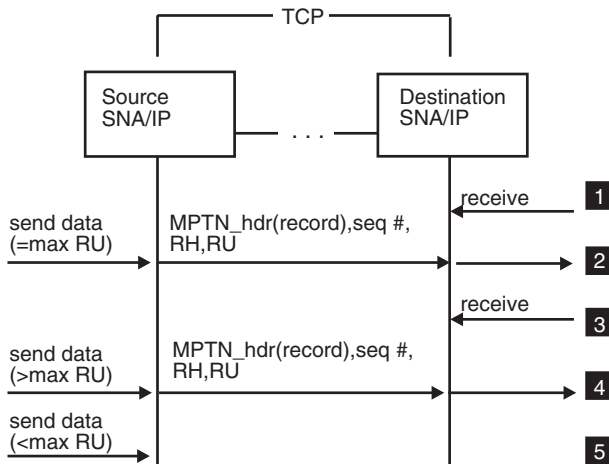 TCP
Source
SNA/IP
. . .
Destination
SNA/IP
receive
1
send data
(=max RU)
MPTN_hdr(record),seq #,
RH,RU
2
receive
3
send data
(>max RU)
MPTN_hdr(record),seq #,
RH,RU
4
send data
(<max RU)
5